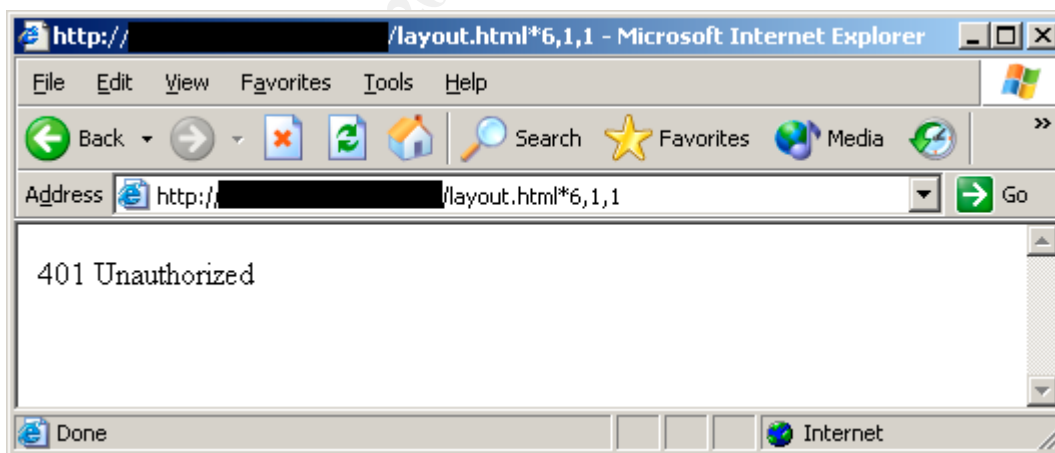 http:// /layout.html*6,1,1 - Microsoft Internet Explorer
File Edit View Favorites Tools Help
Back Search Favorites Media »
Address http:/ /layout.html*6,1,1 Go
401 Unauthorized
Done Internet